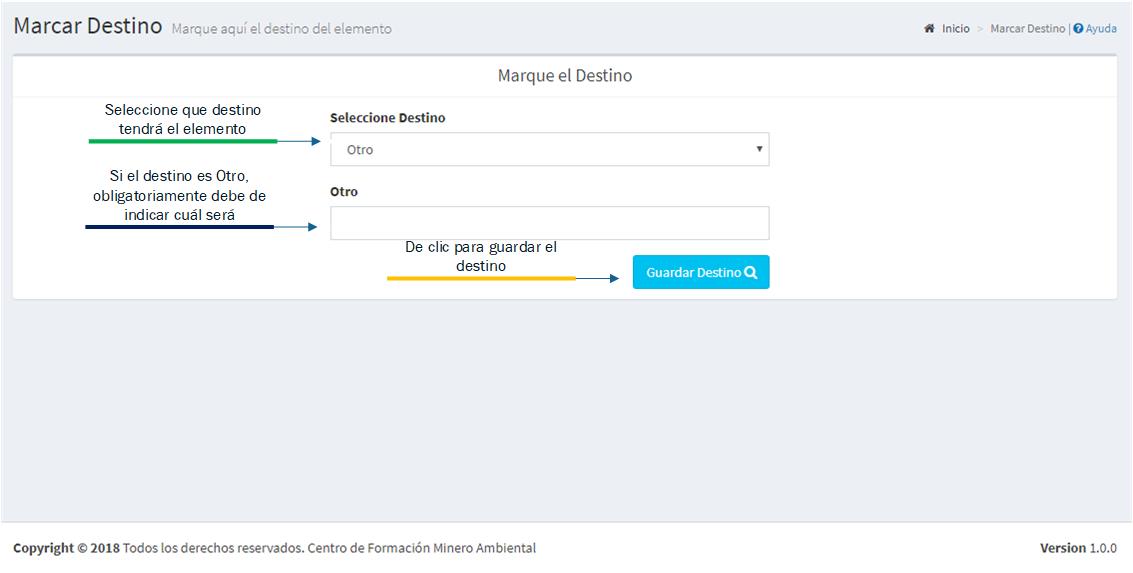 Marcar Destino Marque aquí el destino del elemento
Inicio > Marcar Destino | Ayuda
Marque el Destino
Seleccione que destino
tendrá el elemento
Seleccione Destino
Otro
Si el destino es Otro,
obligatoriamente debe de
indicar cuál será
Otro
De clic para guardar el
destino
Guardar Destino
Copyright © 2018 Todos los derechos reservados. Centro de Formación Minero Ambiental
Version 1.0.0